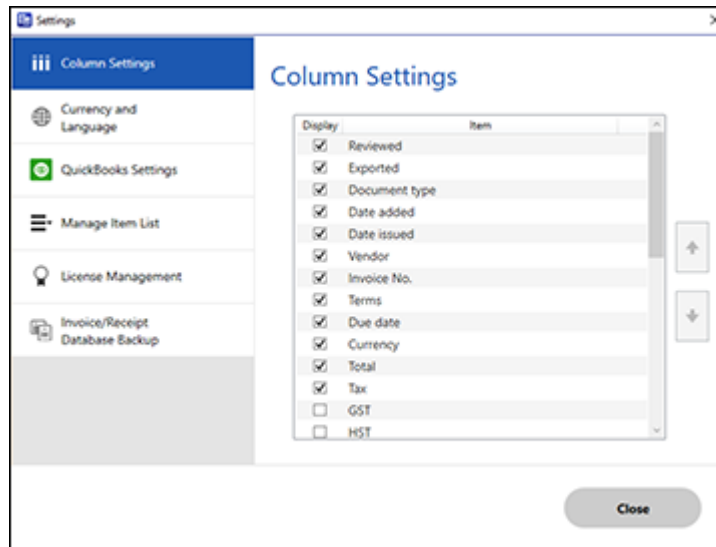 Settings
Column Settings
Currency and
Language
QuickBooks Settings
Manage Item List
License Management
Invoice/Receipt
Database Backup
Column Settings
Display Item
Reviewed
Exported
Document type
Date added
Date issued
Vendor
Invoice No.
Terms
Due date
Currency
Total
Tax
GST
HST
Close